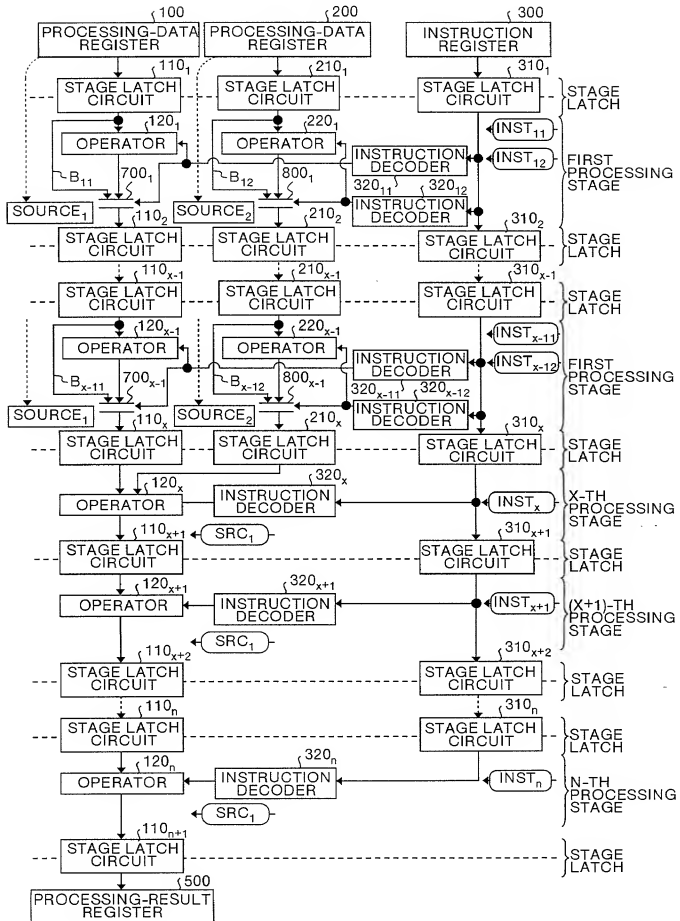 100 200 300
PROCESSING-DATA REGISTER PROCESSING-DATA REGISTER INSTRUCTION REGISTER
110₁ 210₁ 310₁
STAGE LATCH CIRCUIT STAGE LATCH CIRCUIT STAGE LATCH CIRCUIT STAGE LATCH
120₁ 220₁ INST₁₁
OPERATOR OPERATOR INSTRUCTION DECODER INST₁₂ FIRST PROCESSING STAGE
B₁₁ 700₁ B₁₂ 800₁ 320₁₁ 320₁₂
SOURCE₁ SOURCE₂ INSTRUCTION DECODER
110₂ 210₂ 310₂
STAGE LATCH CIRCUIT STAGE LATCH CIRCUIT STAGE LATCH CIRCUIT STAGE LATCH
110ₓ₋₁ 210ₓ₋₁ 310ₓ₋₁
STAGE LATCH CIRCUIT STAGE LATCH CIRCUIT STAGE LATCH CIRCUIT STAGE LATCH
120ₓ₋₁ 220ₓ₋₁ INSTₓ₋₁₁
OPERATOR OPERATOR INSTRUCTION DECODER INSTₓ₋₁₂ FIRST PROCESSING STAGE
Bₓ₋₁₁ 700ₓ₋₁ Bₓ₋₁₂ 800ₓ₋₁ 320ₓ₋₁₁ 320ₓ₋₁₂
SOURCE₁ SOURCE₂ INSTRUCTION DECODER
110ₓ 210ₓ 310ₓ
STAGE LATCH CIRCUIT STAGE LATCH CIRCUIT STAGE LATCH CIRCUIT STAGE LATCH
120ₓ 320ₓ
OPERATOR INSTRUCTION DECODER INSTₓ X-TH PROCESSING STAGE
110ₓ₊₁ SRC₁ 310ₓ₊₁
STAGE LATCH CIRCUIT STAGE LATCH CIRCUIT STAGE LATCH
120ₓ₊₁ 320ₓ₊₁
OPERATOR INSTRUCTION DECODER INSTₓ₊₁ (X+1)-TH PROCESSING STAGE
SRC₁
110ₓ₊₂ 310ₓ₊₂
STAGE LATCH CIRCUIT STAGE LATCH CIRCUIT STAGE LATCH
110ₙ 310ₙ
STAGE LATCH CIRCUIT STAGE LATCH CIRCUIT STAGE LATCH
120ₙ 320ₙ
OPERATOR INSTRUCTION DECODER INSTₙ N-TH PROCESSING STAGE
SRC₁
110ₙ₊₁
STAGE LATCH CIRCUIT STAGE LATCH
500
PROCESSING-RESULT REGISTER